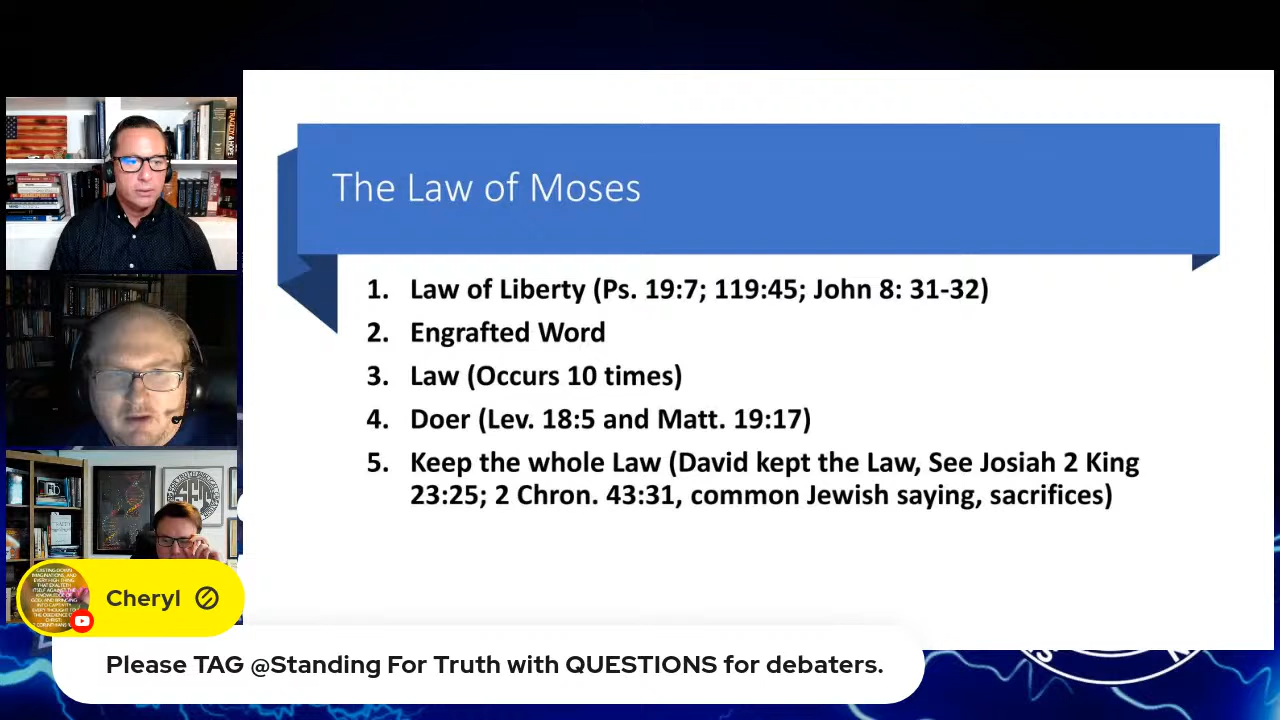 The Law of Moses
1. Law of Liberty (Ps. 19:7; 119:45; John 8: 31-32)
2. Engrafted Word
3. Law (Occurs 10 times)
4. Doer (Lev. 18:5 and Matt. 19:17)
5. Keep the whole Law (David kept the Law, See Josiah 2 King
23:25; 2 Chron. 43:31, common Jewish saying, sacrifices)
TRAGEDY & HOPE
Cheryl
Please TAG @Standing For Truth with QUESTIONS for debaters.